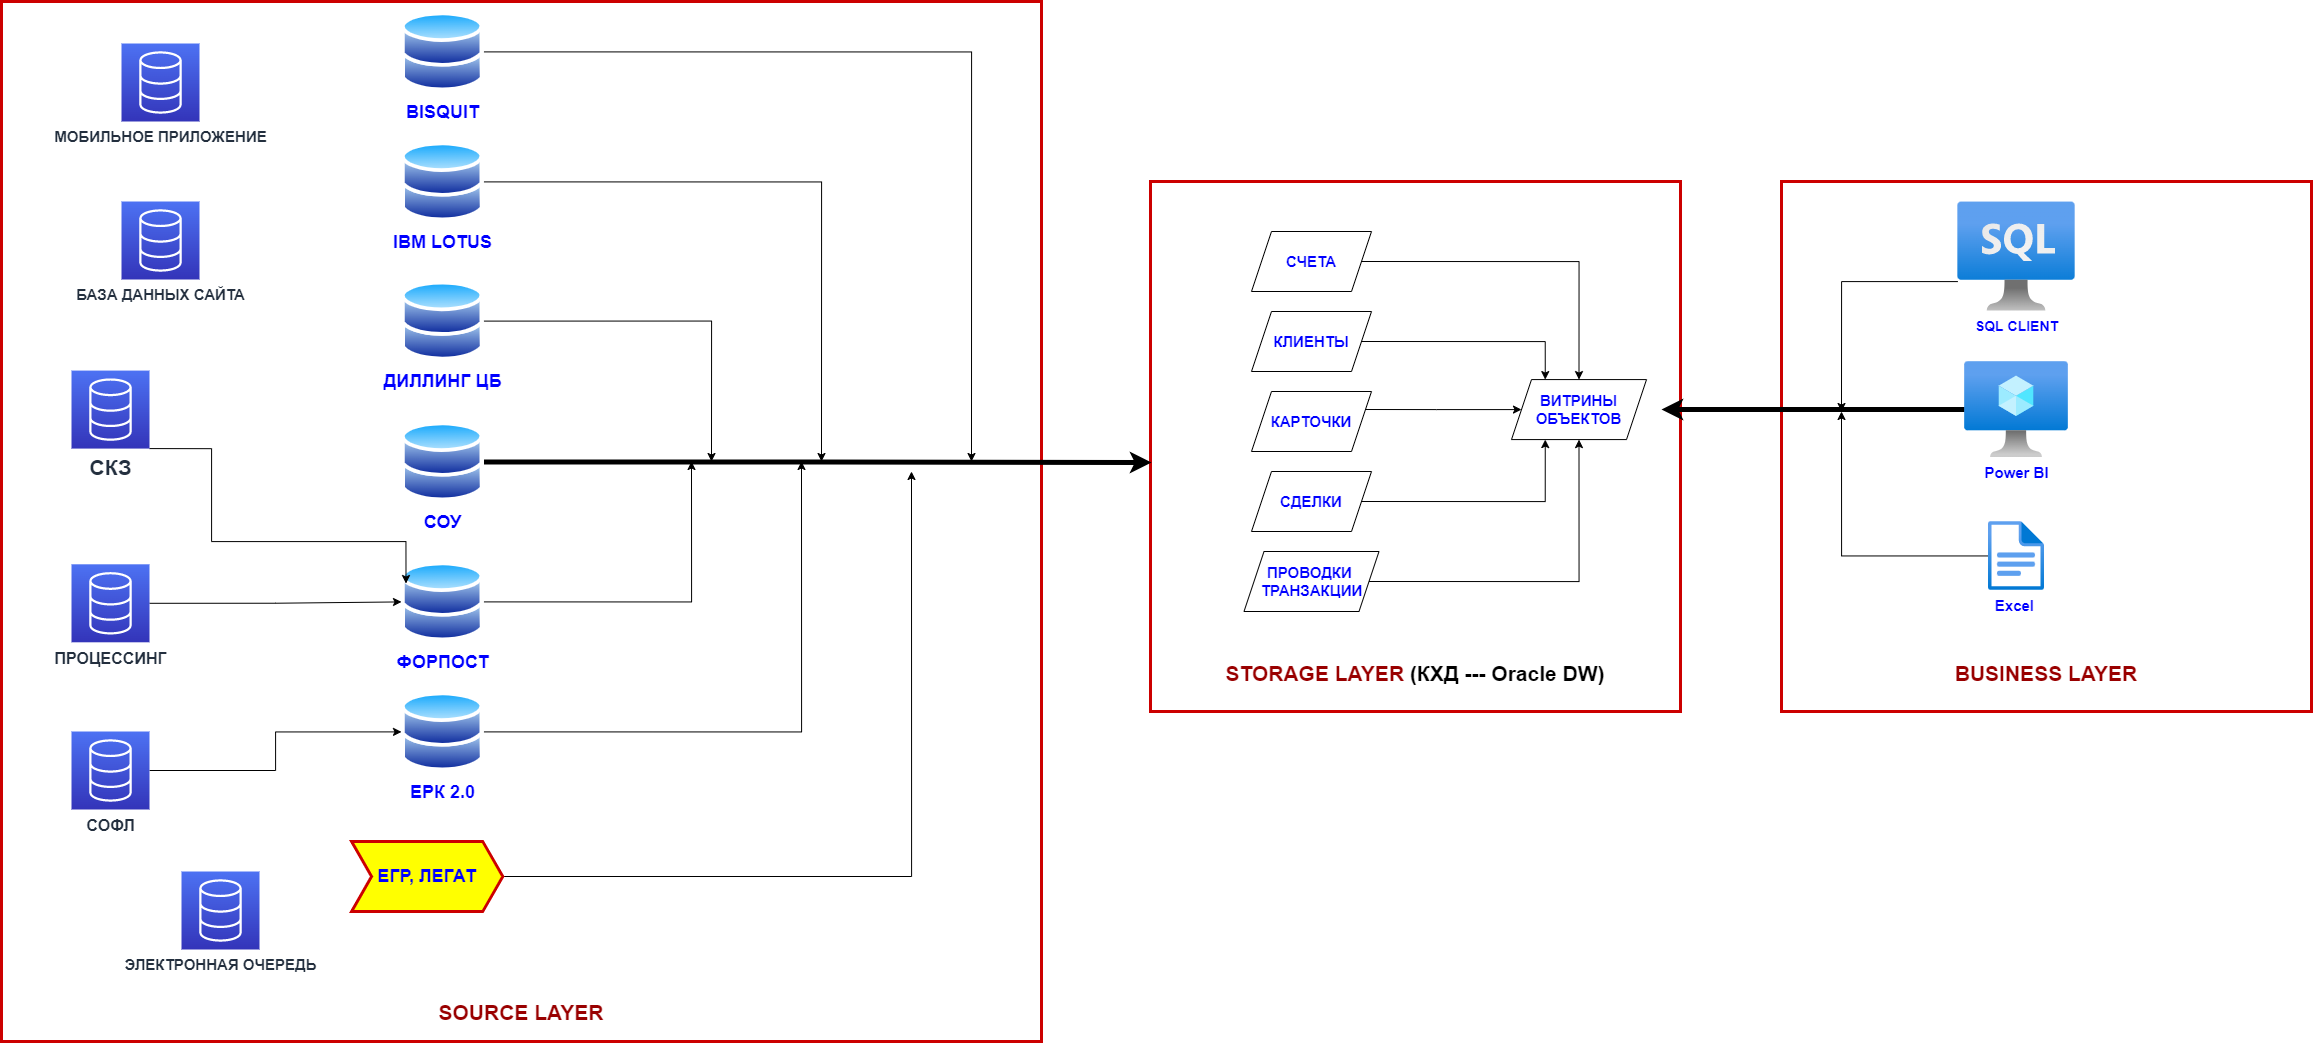 МОБИЛЬНОЕ ПРИЛОЖЕНИЕ
БАЗА ДАННЫХ САЙТА
СКЗ
ПРОЦЕССИНГ
СОФЛ
ЭЛЕКТРОННАЯ ОЧЕРЕДЬ
BISQUIT
IBM LOTUS
ДИЛЛИНГ ЦБ
СОУ
ФОРПОСТ
ЕРК 2.0
ЕГР, ЛЕГАТ
SOURCE LAYER
СЧЕТА
КЛИЕНТЫ
КАРТОЧКИ
СДЕЛКИ
ПРОВОДКИ
ТРАНЗАКЦИИ
ВИТРИНЫ
ОБЪЕКТОВ
STORAGE LAYER (КХД --- Oracle DW)
SQL
SQL CLIENT
Power BI
Excel
BUSINESS LAYER